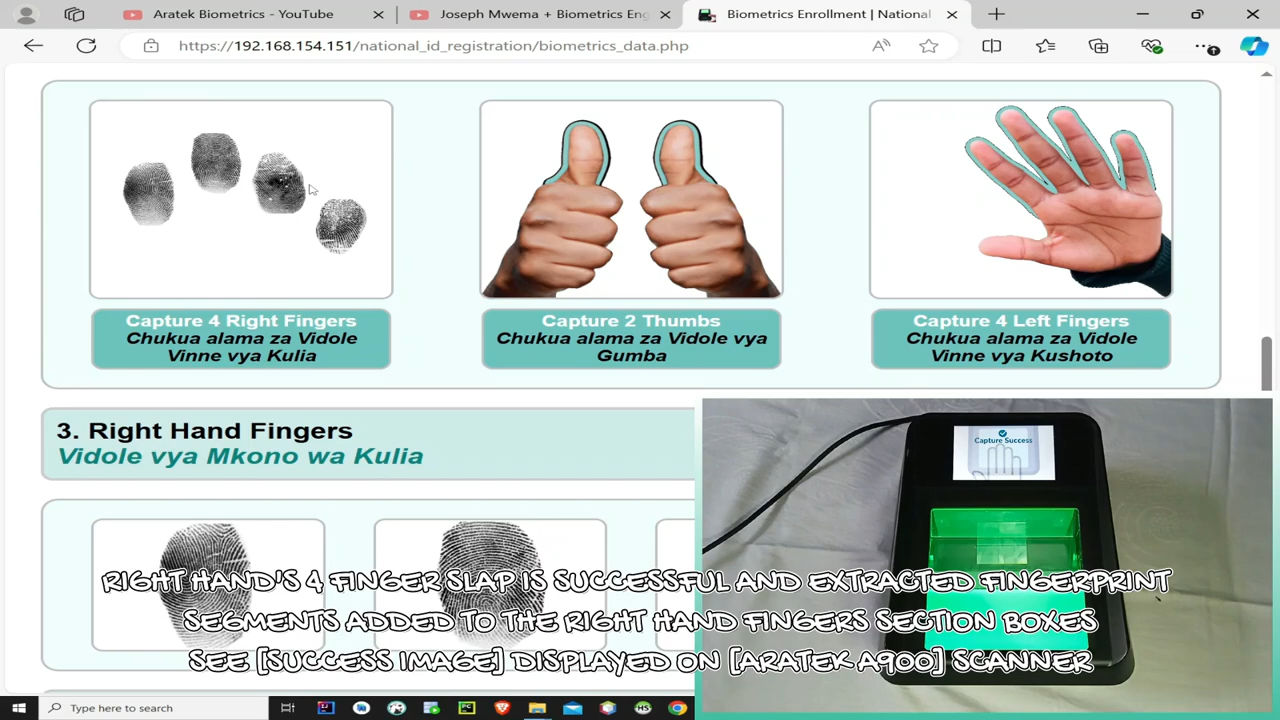 Aratek Biometrics - YouTube
Joseph Mwema + Biometrics Eng
Biometrics Enrollment | National
https://192.168.154.151/national_id_registration/biometrics_data.php
Capture 4 Right Fingers
Chukua alama za Vidole
Vinne vya Kulia
Capture 2 Thumbs
Chukua alama za Vidole vya
Gumba
Capture 4 Left Fingers
Chukua alama za Vidole
Vinne vya Kushoto
3. Right Hand Fingers
Vidole vya Mkono wa Kulia
Capture Success
RIGHT HAND'S 4 FINGER SLAP IS SUCCESSFUL AND EXTRACTED FINGERPRINT
SEGMENTS ADDED TO THE RIGHT HAND FINGERS SECTION BOXES
SEE [SUCCESS IMAGE] DISPLAYED ON [ARATEK A900] SCANNER
Type here to search